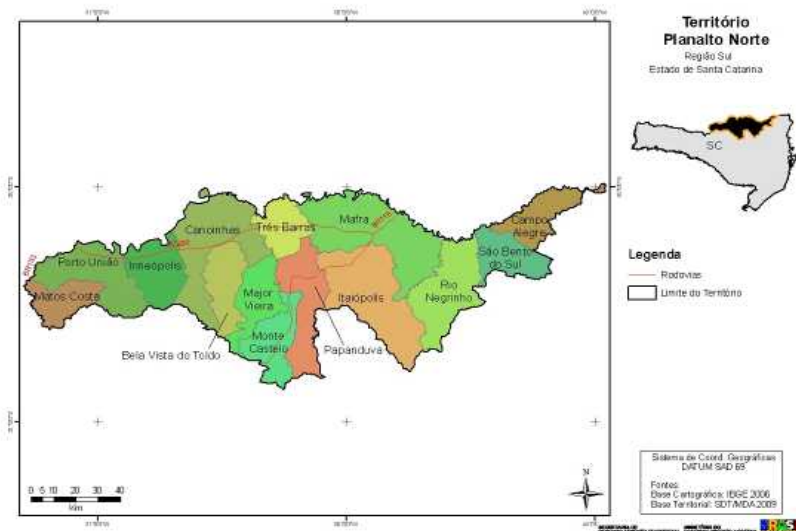 Território
Planalto Norte
Região Sul
Estado de Santa Catarina
SC
Legenda
Rodovias
Limite do Território
Canoinhas
Três Barras
Mafra
Campo
Alegre
São Bento
do Sul
Porto União
Irineópolis
Matos Costa
Major
Vieira
Itaiópolis
Rio
Negrinho
Monte
Castelo
Bela Vista do Toldo
Papanduva
N
0 5 10 20 30 40
km
Sistema de Coord. Geográficas
DATUM SAD 69
Fontes:
Base Cartográfica: IBGE 2006
Base Territorial: SDT/MDA 2009